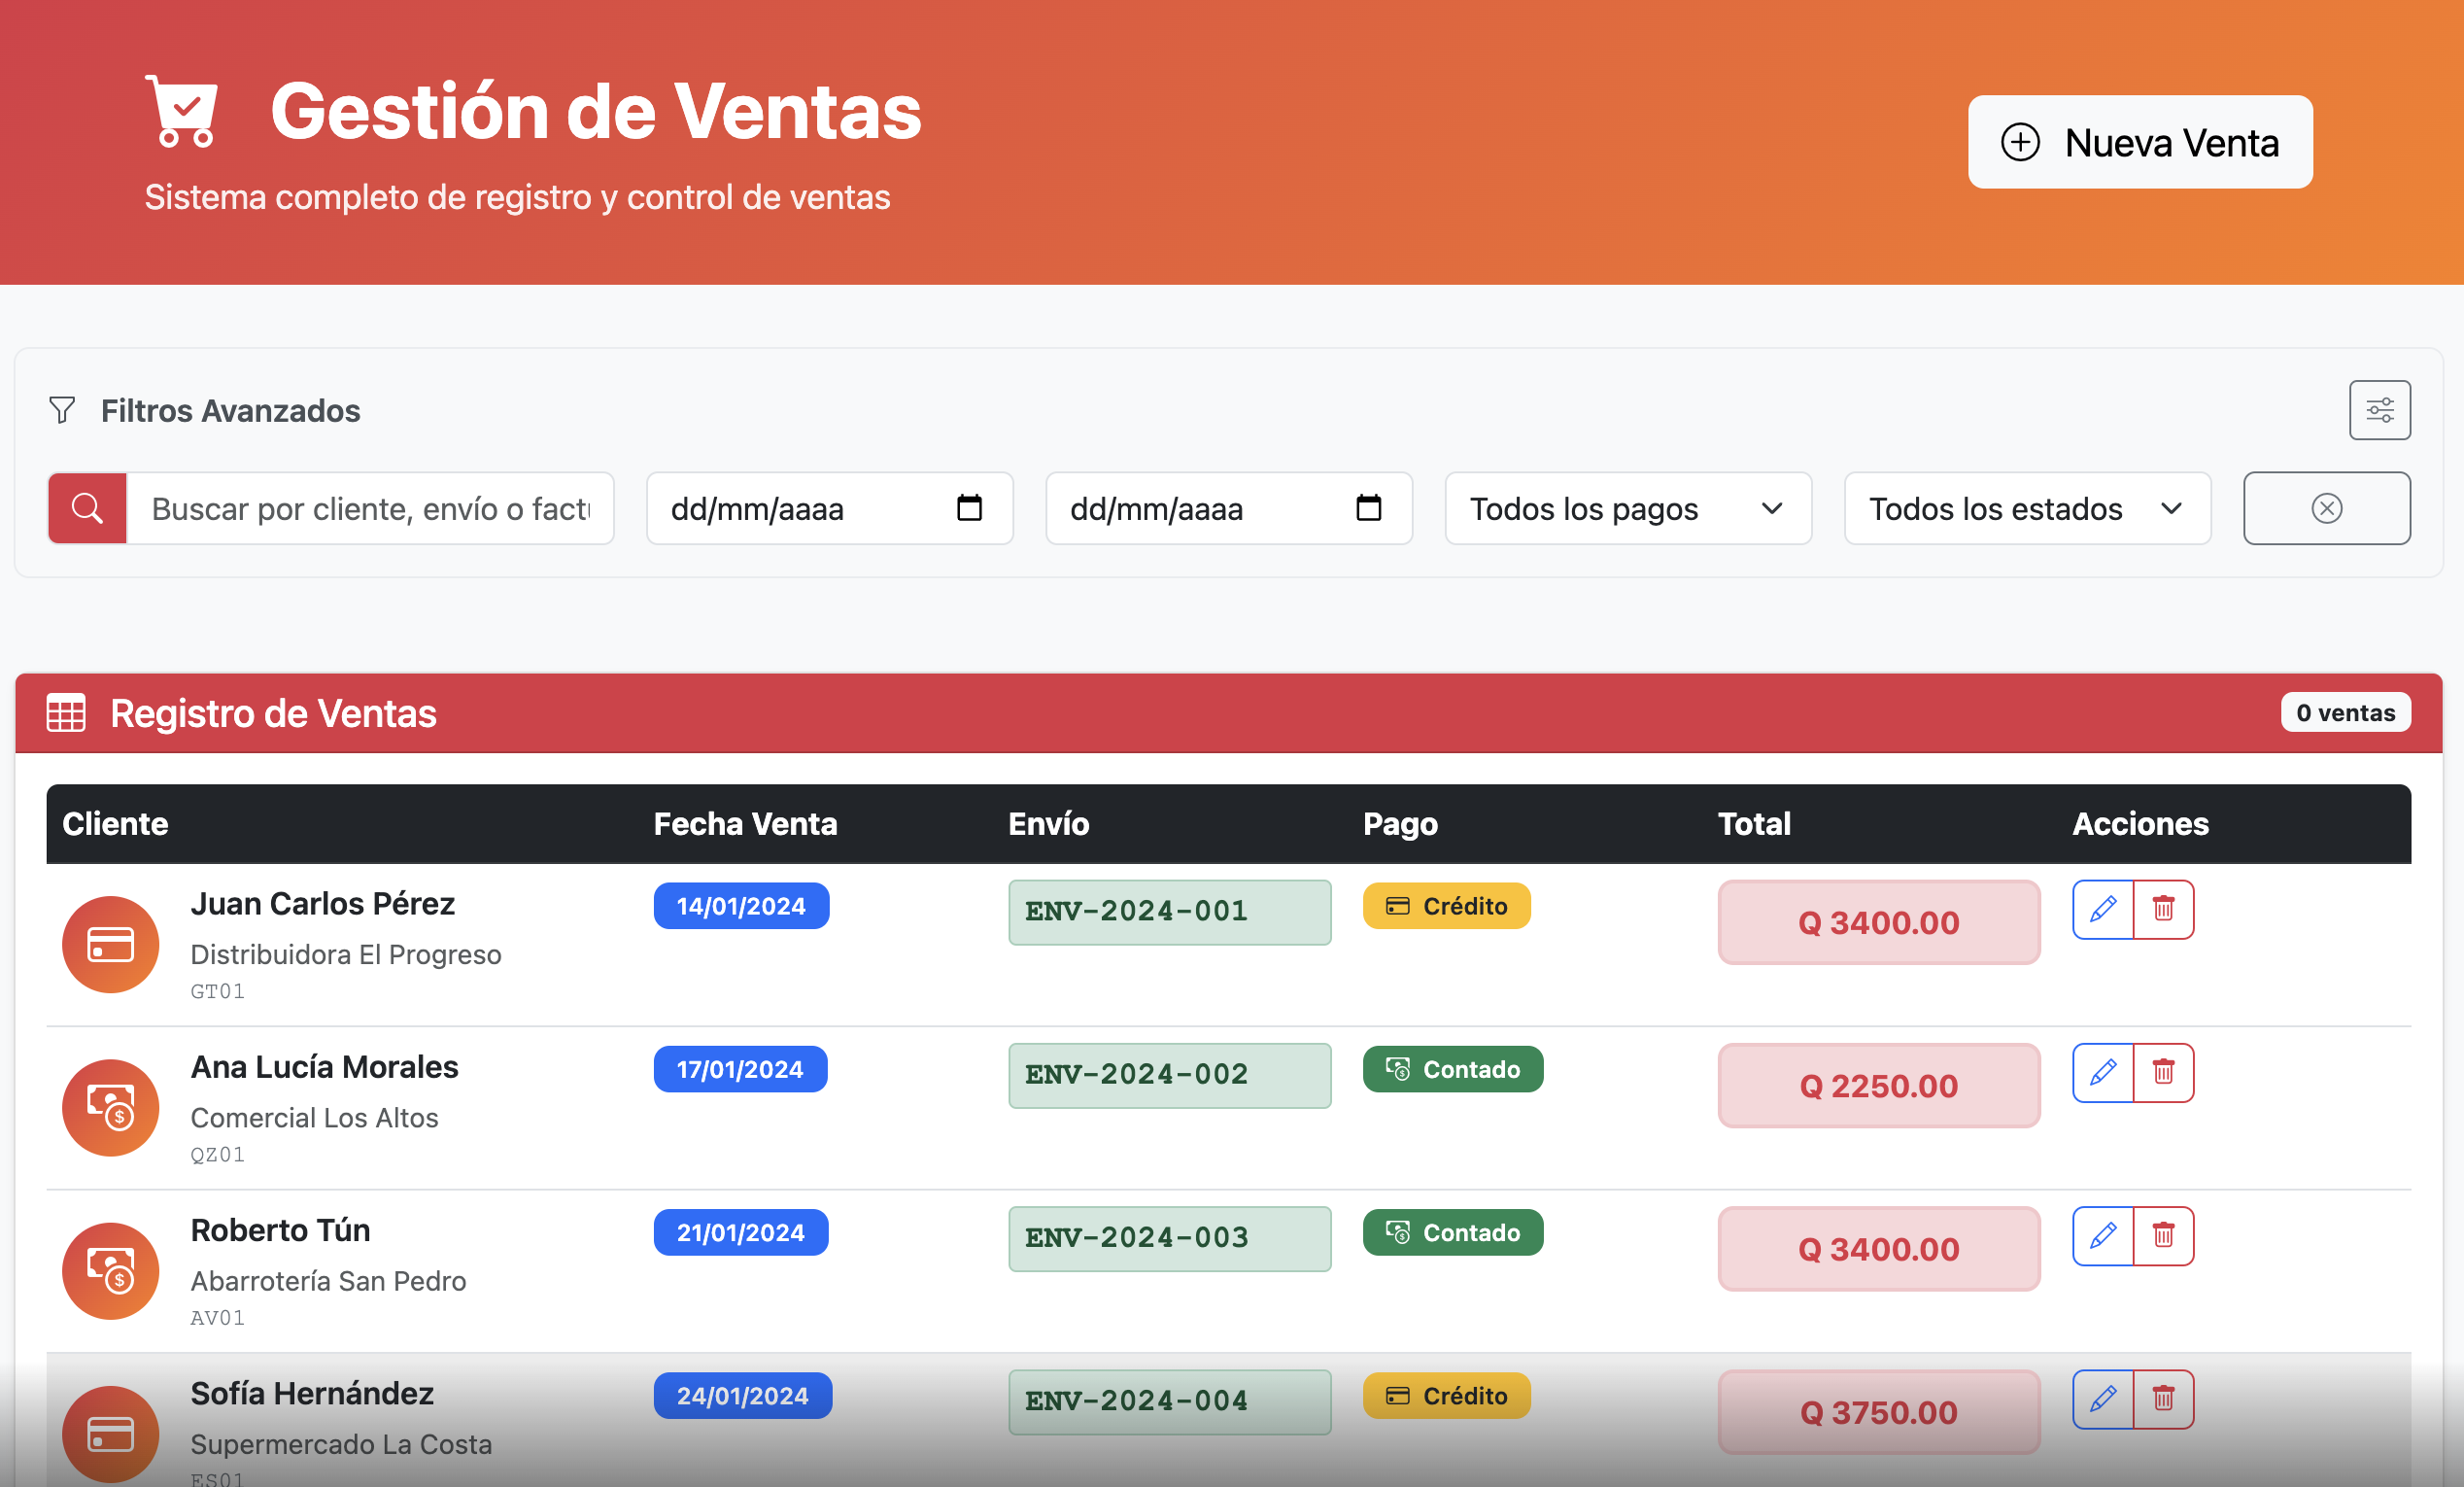 Gestión de Ventas
Sistema completo de registro y control de ventas
Nueva Venta
Filtros Avanzados
Buscar por cliente, envío o factu
dd/mm/aaaa
dd/mm/aaaa
Todos los pagos
Todos los estados
Registro de Ventas
0 ventas
Cliente Fecha Venta Envío Pago Total Acciones
Juan Carlos Pérez 14/01/2024 ENV-2024-001 Crédito Q 3400.00
Distribuidora El Progreso
GT01
Ana Lucía Morales 17/01/2024 ENV-2024-002 Contado Q 2250.00
Comercial Los Altos
QZ01
Roberto Tún 21/01/2024 ENV-2024-003 Contado Q 3400.00
Abarrotería San Pedro
AV01
Sofía Hernández 24/01/2024 ENV-2024-004 Crédito Q 3750.00
Supermercado La Costa
ES01